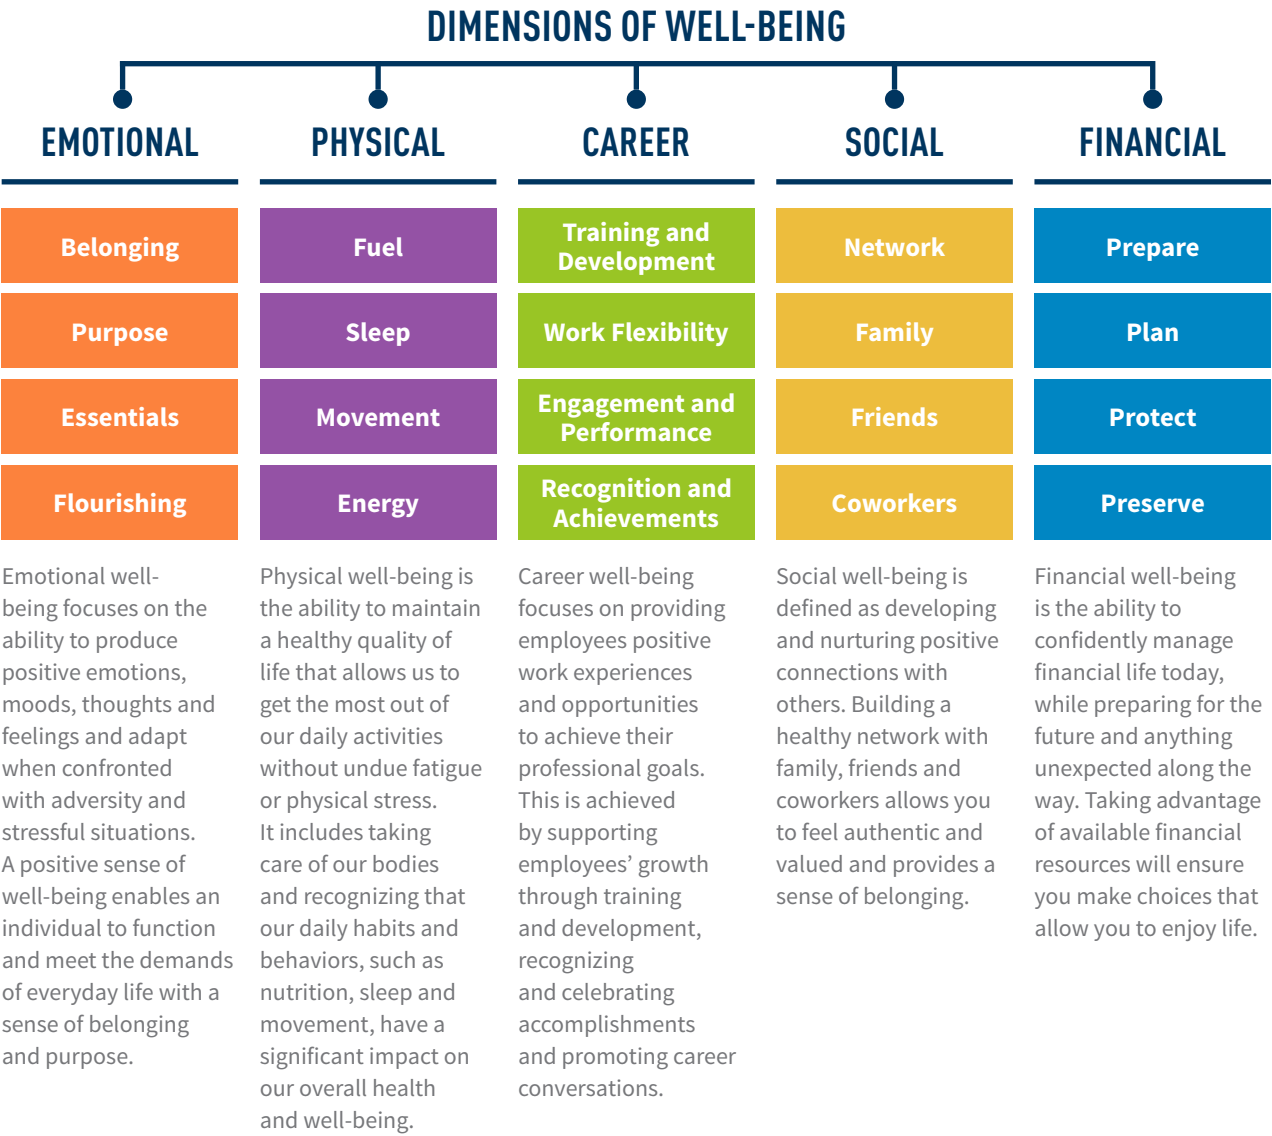 DIMENSIONS OF WELL-BEING
EMOTIONAL
Belonging
Purpose
Essentials
Flourishing
Emotional well-
being focuses on the
ability to produce
positive emotions,
moods, thoughts and
feelings and adapt
when confronted
with adversity and
stressful situations.
A positive sense of
well-being enables an
individual to function
and meet the demands
of everyday life with a
sense of belonging
and purpose.
PHYSICAL
Fuel
Sleep
Movement
Energy
Physical well-being is
the ability to maintain
a healthy quality of
life that allows us to
get the most out of
our daily activities
without undue fatigue
or physical stress.
It includes taking
care of our bodies
and recognizing that
our daily habits and
behaviors, such as
nutrition, sleep and
movement, have a
significant impact on
our overall health
and well-being.
CAREER
Training and
Development
Work Flexibility
Engagement and
Performance
Recognition and
Achievements
Career well-being
focuses on providing
employees positive
work experiences
and opportunities
to achieve their
professional goals.
This is achieved
by supporting
employees’ growth
through training
and development,
recognizing
and celebrating
accomplishments
and promoting career
conversations.
SOCIAL
Network
Family
Friends
Coworkers
Social well-being is
defined as developing
and nurturing positive
connections with
others. Building a
healthy network with
family, friends and
coworkers allows you
to feel authentic and
valued and provides a
sense of belonging.
FINANCIAL
Prepare
Plan
Protect
Preserve
Financial well-being
is the ability to
confidently manage
financial life today,
while preparing for the
future and anything
unexpected along the
way. Taking advantage
of available financial
resources will ensure
you make choices that
allow you to enjoy life.